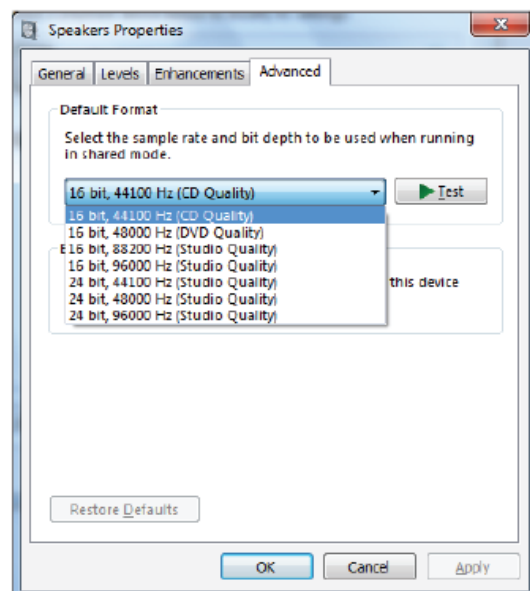 Speakers Properties
General Levels Enhancements Advanced
Default Format
Select the sample rate and bit depth to be used when running
in shared mode.
16 bit, 44100 Hz (CD Quality)
Test
16 bit, 44100 Hz (CD Quality)
16 bit, 48000 Hz (DVD Quality)
E
16 bit, 88200 Hz (Studio Quality)
16 bit, 96000 Hz (Studio Quality)
24 bit, 44100 Hz (Studio Quality)
this device
24 bit, 48000 Hz (Studio Quality)
24 bit, 96000 Hz (Studio Quality)
Restore Defaults
OK Cancel Apply